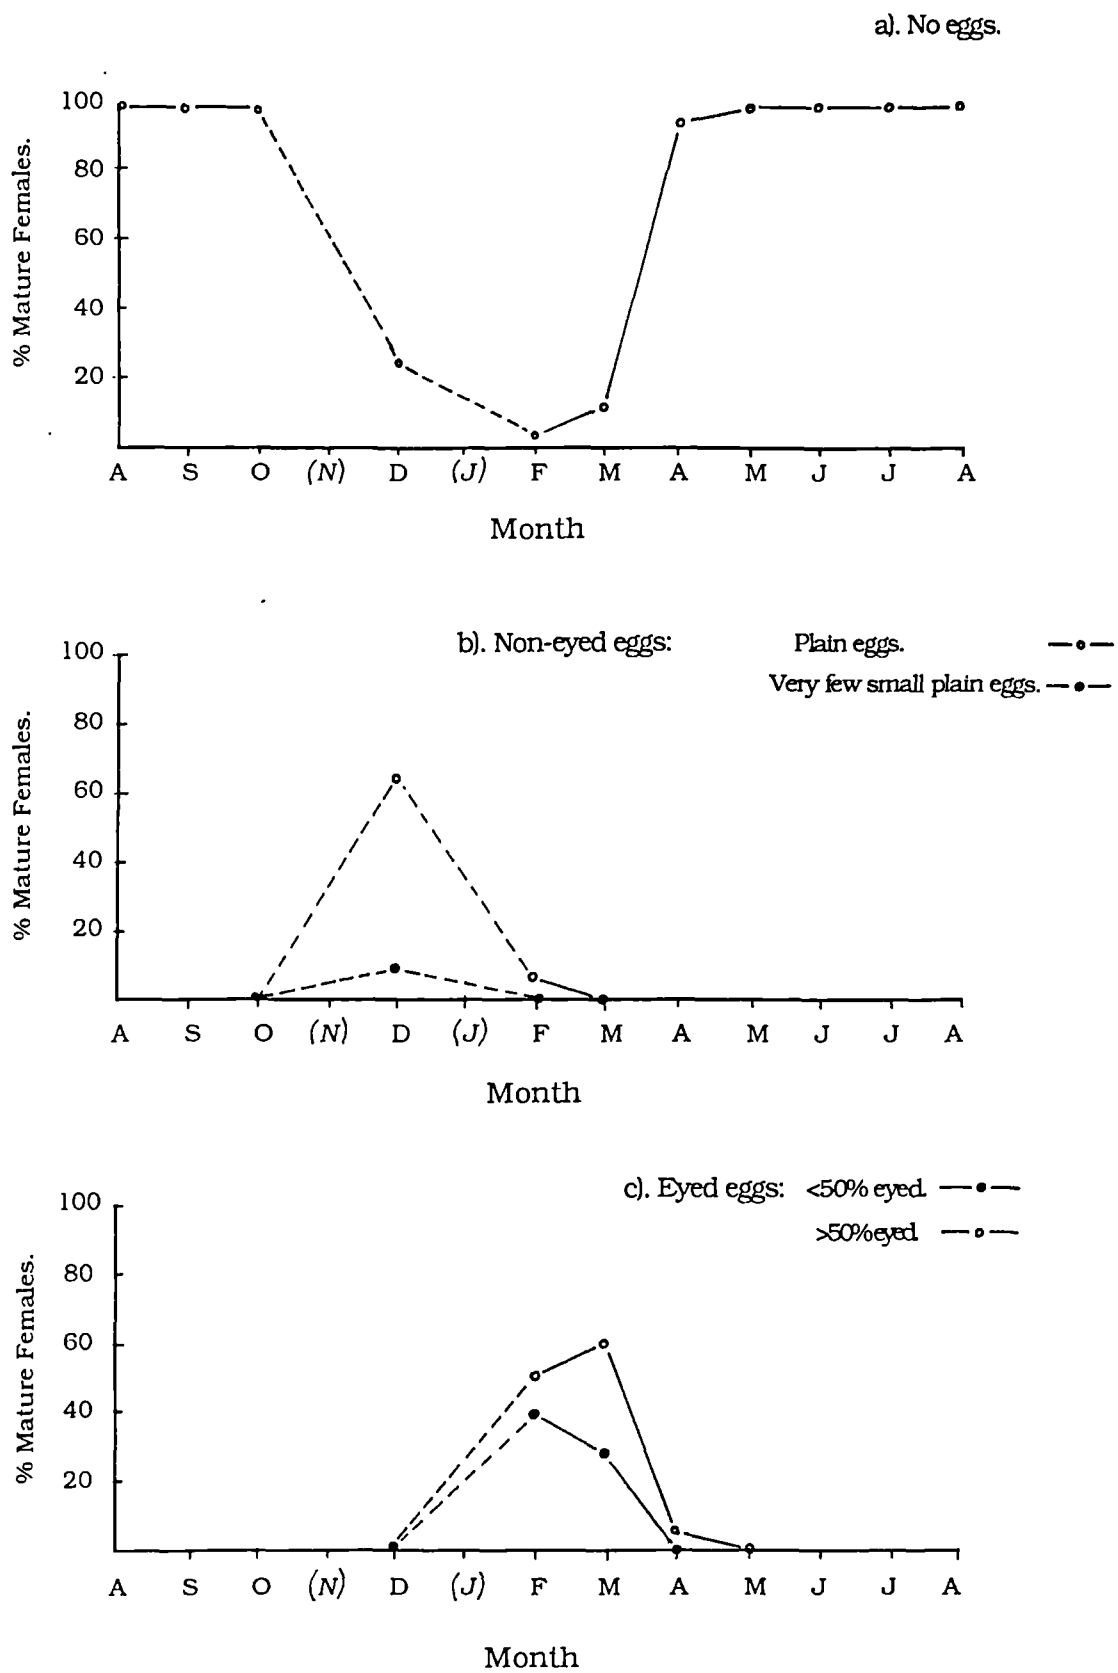 a). No eggs.
% Mature Females.
100
80
60
40
20
A S O (N) D (J) F M A M J J A
Month
b). Non-eyed eggs: Plain eggs.
Very few small plain eggs.
% Mature Females.
100
80
60
40
20
A S O (N) D (J) F M A M J J A
Month
c). Eyed eggs: <50% eyed.
>50% eyed.
% Mature Females.
100
80
60
40
20
A S O (N) D (J) F M A M J J A
Month